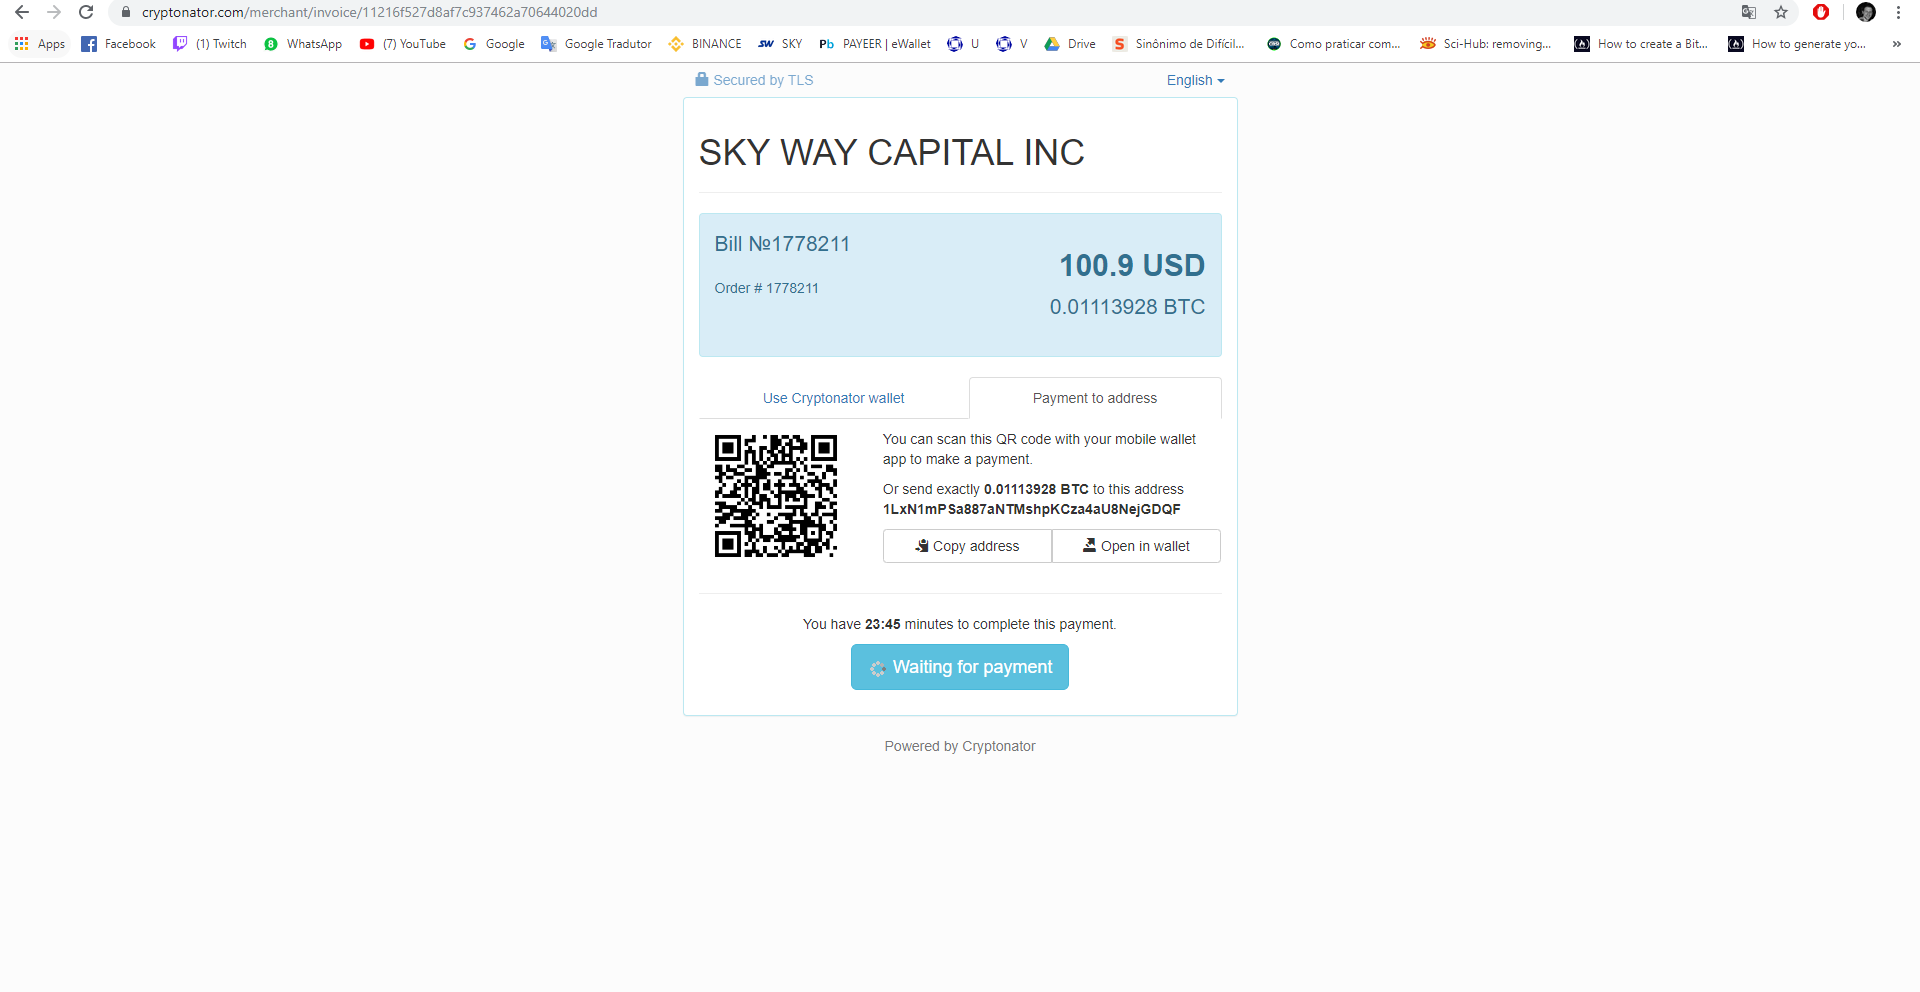 cryptonator.com/merchant/invoice/11216f527d8af7c937462a70644020dd
Apps Facebook (1) Twitch 8 WhatsApp (7) YouTube Google Google Tradutor BINANCE SW SKY Pb PAYEER | eWallet U V Drive S Sinônimo de Difícil... Como praticar com... Sci-Hub: removing... How to create a Bit... How to generate yo... »
Secured by TLS English
SKY WAY CAPITAL INC
Bill №1778211
100.9 USD
Order # 1778211
0.01113928 BTC
Use Cryptonator wallet Payment to address
You can scan this QR code with your mobile wallet
app to make a payment.
Or send exactly 0.01113928 BTC to this address
1LxN1mPSa887aNTMshpKCza4aU8NejGDQF
Copy address Open in wallet
You have 23:45 minutes to complete this payment.
Waiting for payment
Powered by Cryptonator